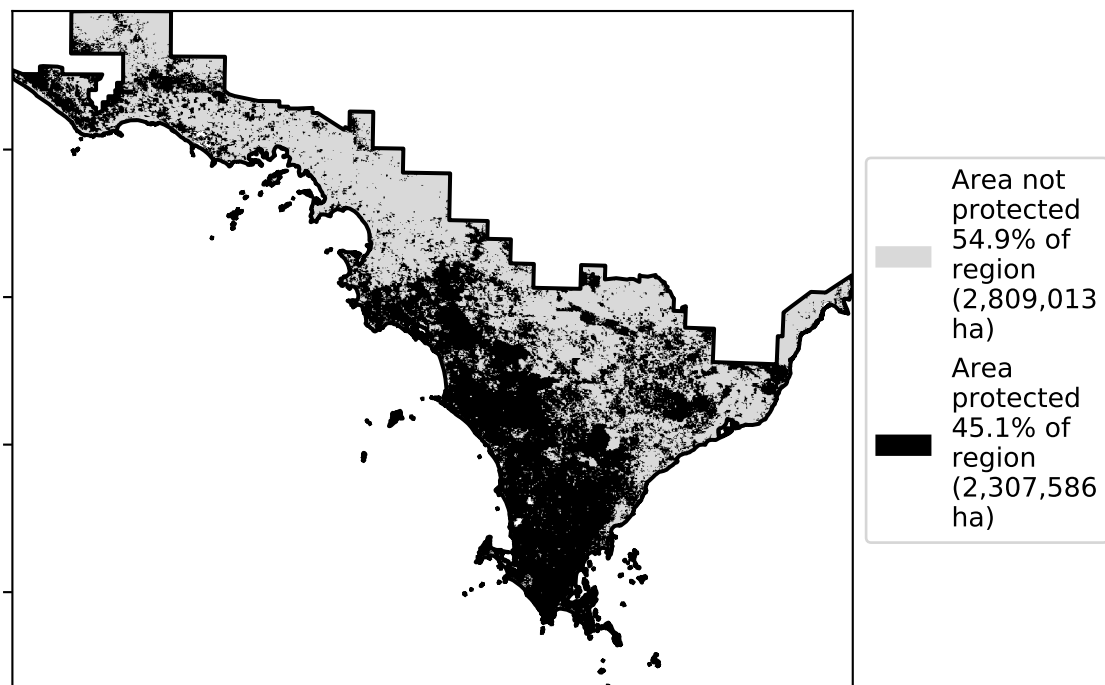 Area not
protected
54.9% of
region
(2,809,013
ha)
Area
protected
45.1% of
region
(2,307,586
ha)